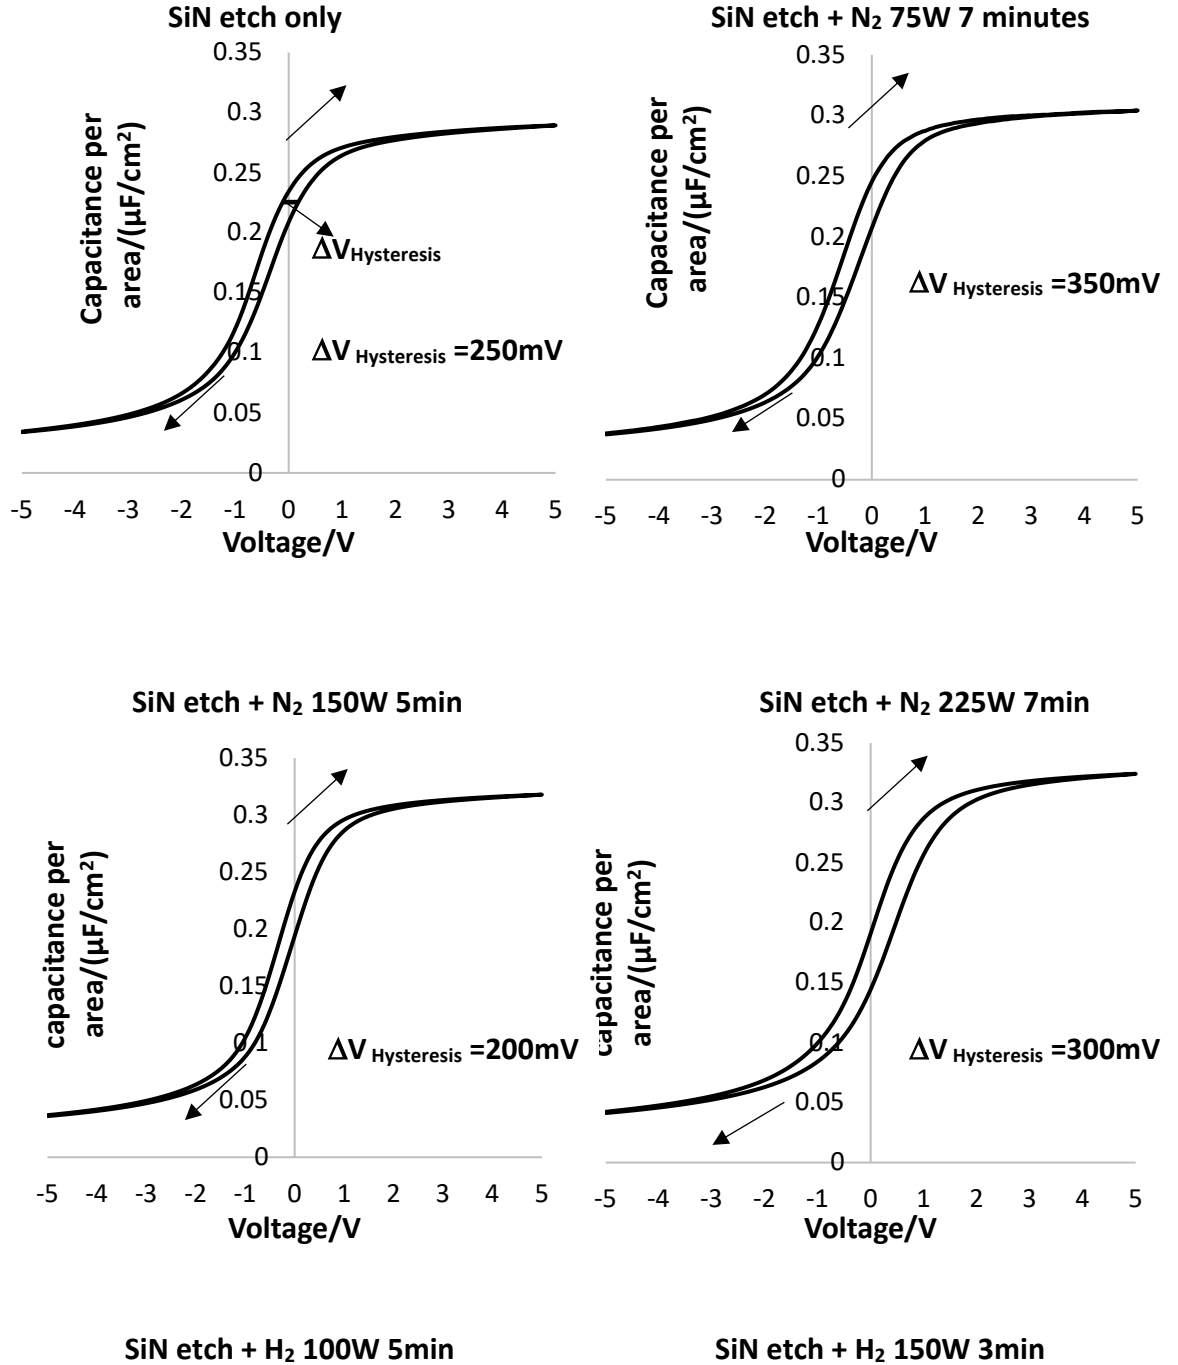 SiN etch only
0.35
0.3
0.25
0.2
0.15
0.1
0.05
0
-5 -4 -3 -2 -1 0 1 2 3 4 5
Voltage/V
Capacitance per
area/(µF/cm²)
ΔV Hysteresis
ΔV Hysteresis =250mV
SiN etch + N₂ 75W 7 minutes
0.35
0.3
0.25
0.2
0.15
0.1
0.05
0
-5 -4 -3 -2 -1 0 1 2 3 4 5
Voltage/V
Capacitance per
area/(µF/cm²)
ΔV Hysteresis =350mV
SiN etch + N₂ 150W 5min
0.35
0.3
0.25
0.2
0.15
0.1
0.05
0
-5 -4 -3 -2 -1 0 1 2 3 4 5
Voltage/V
capacitance per
area/(µF/cm²)
ΔV Hysteresis =200mV
SiN etch + N₂ 225W 7min
0.35
0.3
0.25
0.2
0.15
0.1
0.05
0
-5 -4 -3 -2 -1 0 1 2 3 4 5
Voltage/V
capacitance per
area/(µF/cm²)
ΔV Hysteresis =300mV
SiN etch + H₂ 100W 5min
SiN etch + H₂ 150W 3min